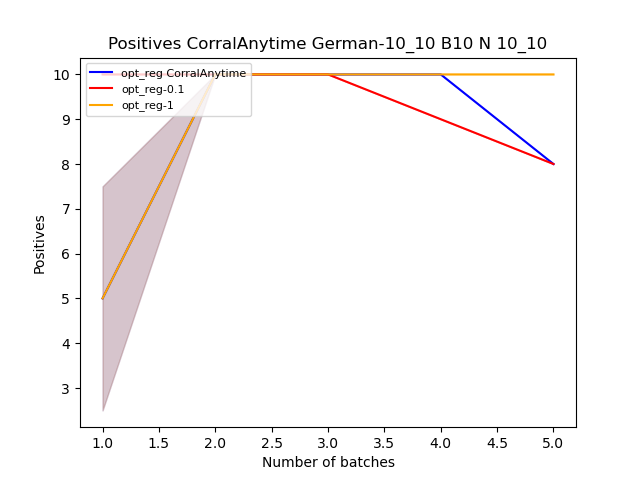 Positives CorralAnytime German-10_10 B10 N 10_10
opt_reg CorralAnytime
opt_reg-0.1
opt_reg-1
10
9
8
7
6
5
4
3
Positives
1.0 1.5 2.0 2.5 3.0 3.5 4.0 4.5 5.0
Number of batches